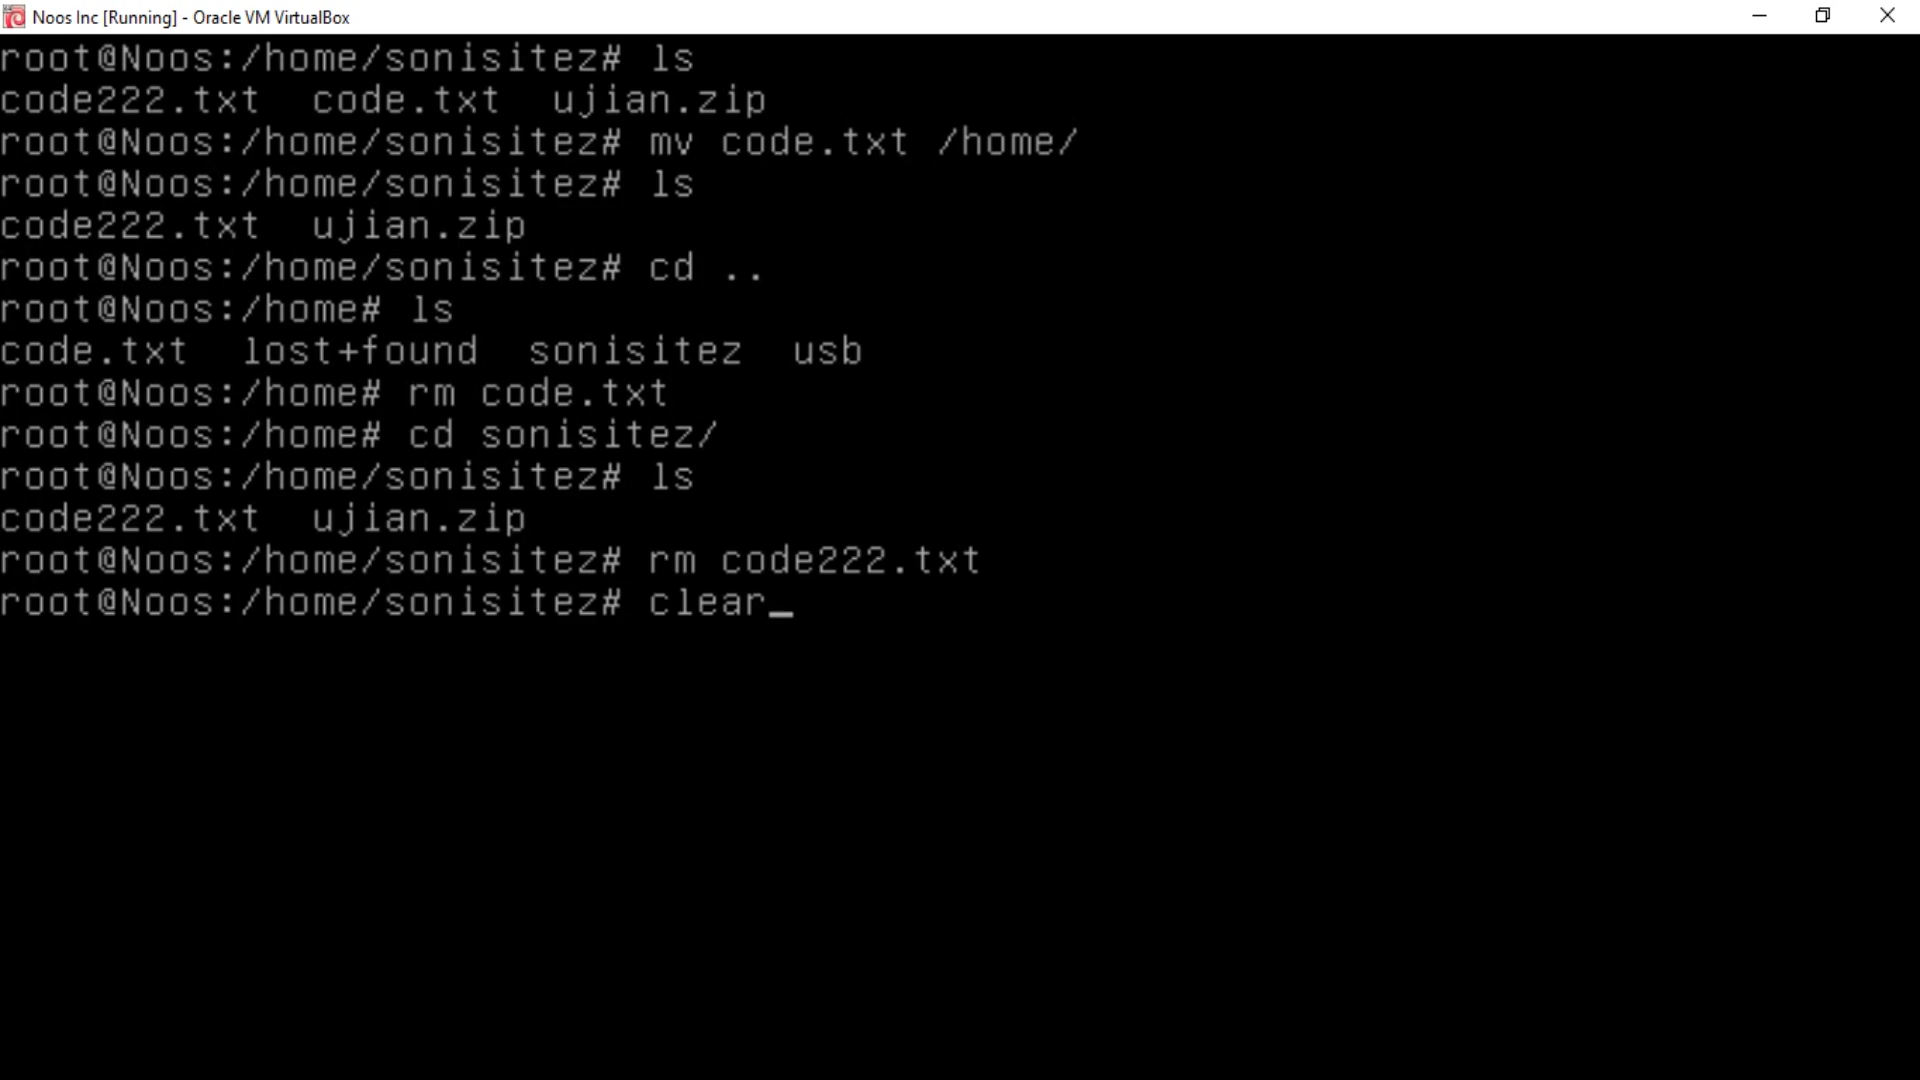 Noos Inc [Running] - Oracle VM VirtualBox
root@Noos:/home/sonisitez# ls
code222.txt  code.txt  ujian.zip
root@Noos:/home/sonisitez# mv code.txt /home/
root@Noos:/home/sonisitez# ls
code222.txt  ujian.zip
root@Noos:/home/sonisitez# cd ..
root@Noos:/home# ls
code.txt  lost+found  sonisitez  usb
root@Noos:/home# rm code.txt
root@Noos:/home# cd sonisitez/
root@Noos:/home/sonisitez# ls
code222.txt  ujian.zip
root@Noos:/home/sonisitez# rm code222.txt
root@Noos:/home/sonisitez# clear_